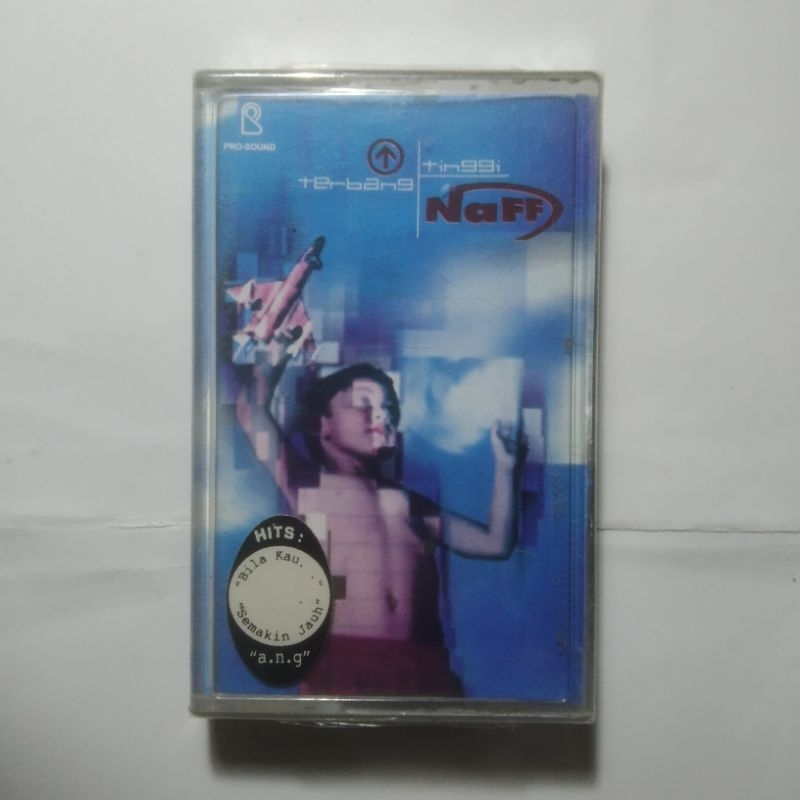 PRO-SOUND
terbang tinggi
NaFF
HITS:
"Bila Kau..."
"Semakin Jauh"
"a.n.g"